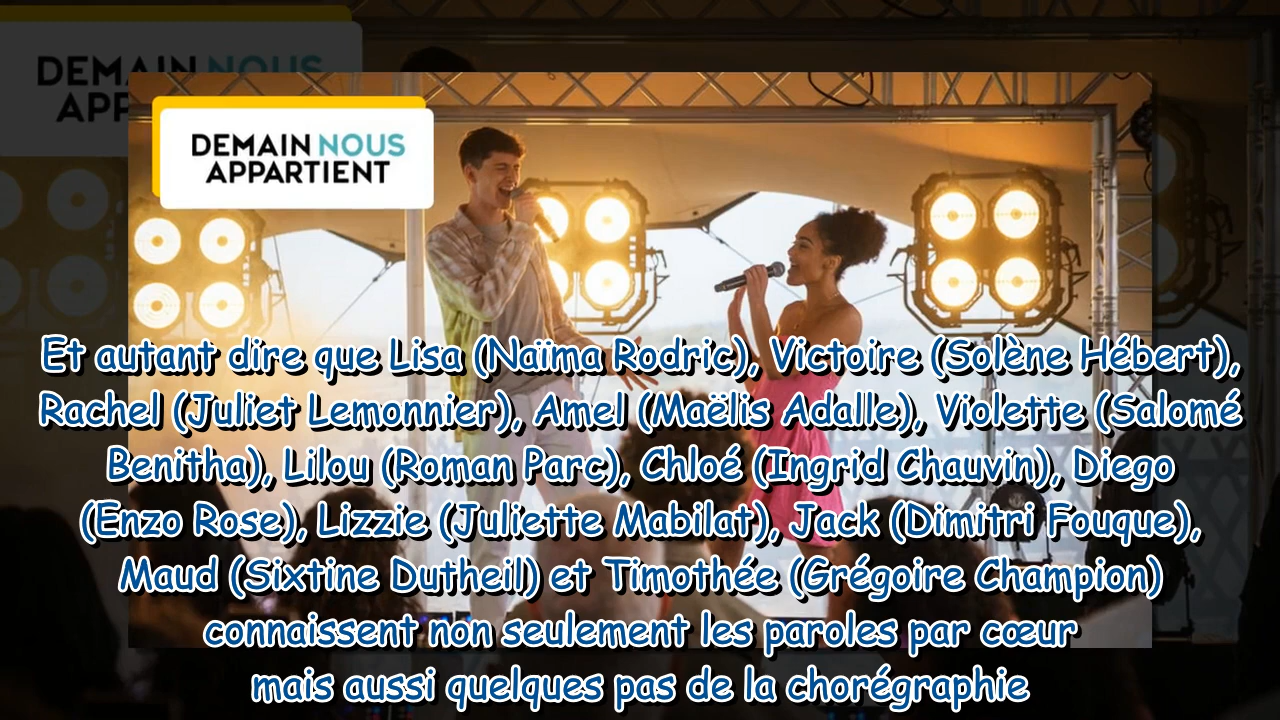 DEMAIN NOUS
APP
DEMAIN NOUS
APPARTIENT
Et autant dire que Lisa (Naïma Rodric), Victoire (Solène Hébert),
Rachel (Juliet Lemonnier), Amel (Maëlis Adalle), Violette (Salomé
Benitha), Lilou (Roman Parc), Chloé (Ingrid Chauvin), Diego
(Enzo Rose), Lizzie (Juliette Mabilat), Jack (Dimitri Fouque),
Maud (Sixtine Dutheil) et Timothée (Grégoire Champion)
connaissent non seulement les paroles par cœur
mais aussi quelques pas de la chorégraphie